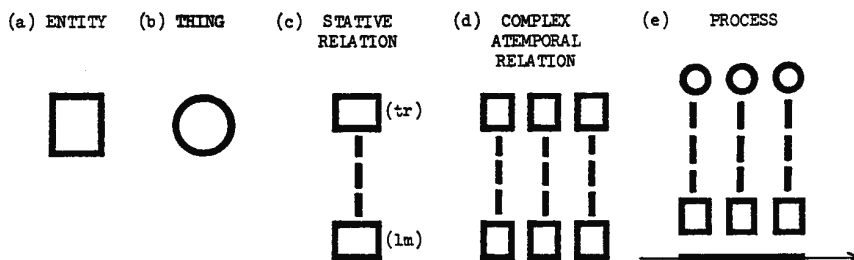 (a) ENTITY
(b) THING
(c) STATIVE
RELATION
(d) COMPLEX
ATEMPORAL
RELATION
(e) PROCESS
(tr)
(lm)